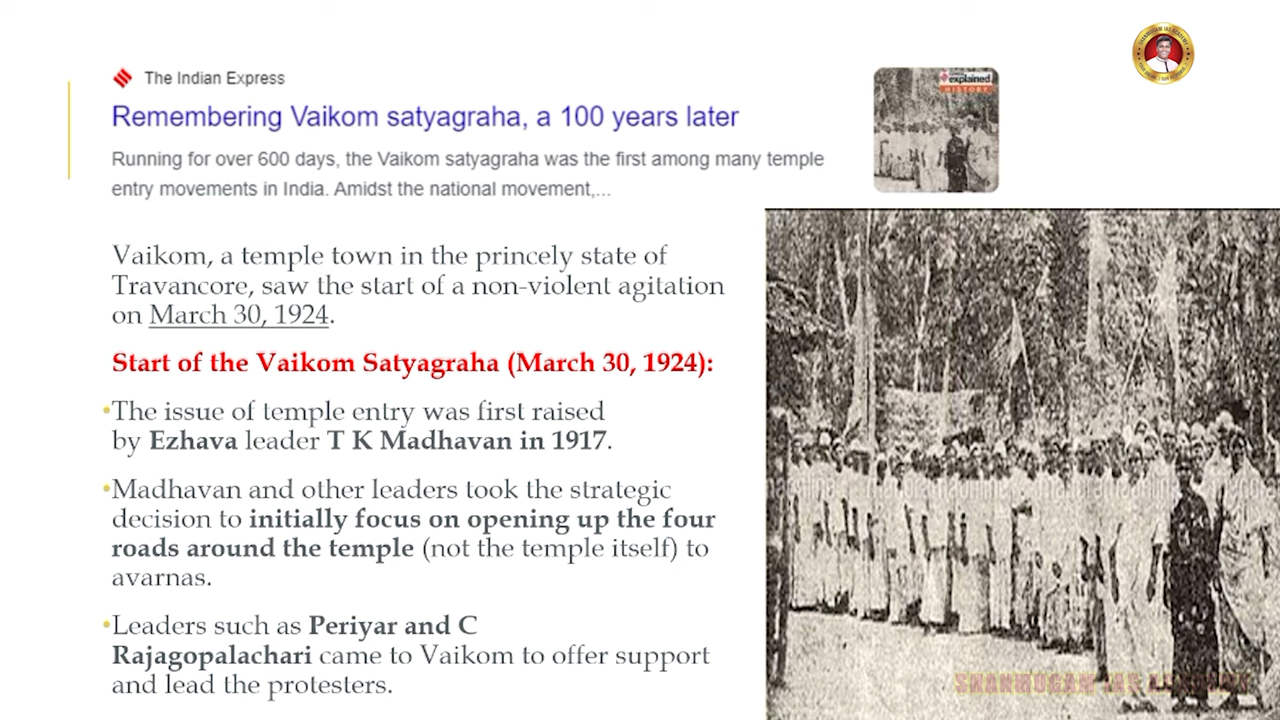 The Indian Express
Remembering Vaikom satyagraha, a 100 years later
Running for over 600 days, the Vaikom satyagraha was the first among many temple
entry movements in India. Amidst the national movement,...
explained
HISTORY
Vaikom, a temple town in the princely state of
Travancore, saw the start of a non-violent agitation
on March 30, 1924.
Start of the Vaikom Satyagraha (March 30, 1924):
•The issue of temple entry was first raised
by Ezhava leader T K Madhavan in 1917.
•Madhavan and other leaders took the strategic
decision to initially focus on opening up the four
roads around the temple (not the temple itself) to
avarnas.
•Leaders such as Periyar and C
Rajagopalachari came to Vaikom to offer support
and lead the protesters.
SHANMUGAM IAS ACADEMY